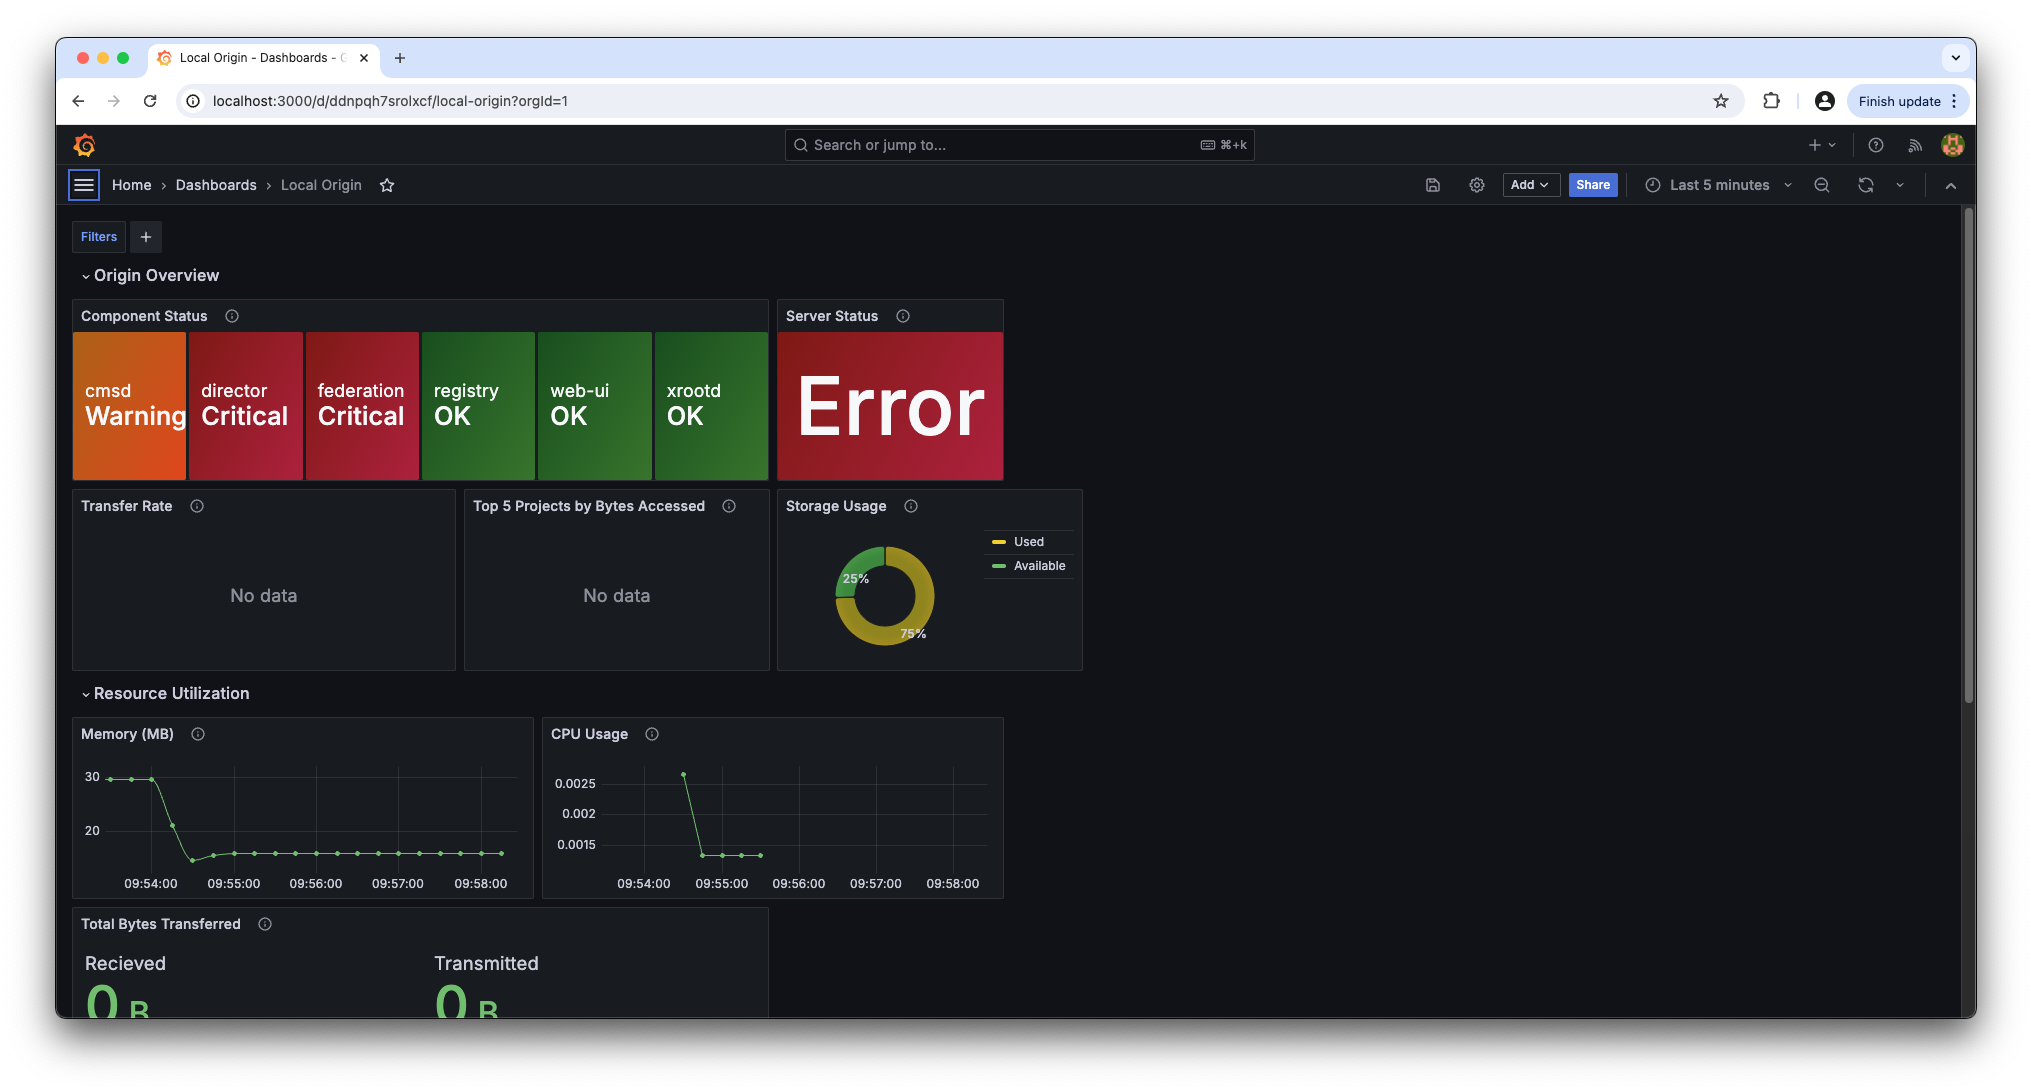 Local Origin - Dashboards - G
localhost:3000/d/ddnpqh7srolxcf/local-origin?orgId=1
Finish update
Search or jump to...
⌘+k
Home › Dashboards › Local Origin
Add
Share
Last 5 minutes
Filters
Origin Overview
Component Status
cmsd
Warning
director
Critical
federation
Critical
registry
OK
web-ui
OK
xrootd
OK
Server Status
Error
Transfer Rate
No data
Top 5 Projects by Bytes Accessed
No data
Storage Usage
25%
75%
Used
Available
Resource Utilization
Memory (MB)
30
20
09:54:00 09:55:00 09:56:00 09:57:00 09:58:00
CPU Usage
0.0025
0.002
0.0015
09:54:00 09:55:00 09:56:00 09:57:00 09:58:00
Total Bytes Transferred
Recieved
0 B
Transmitted
0 B